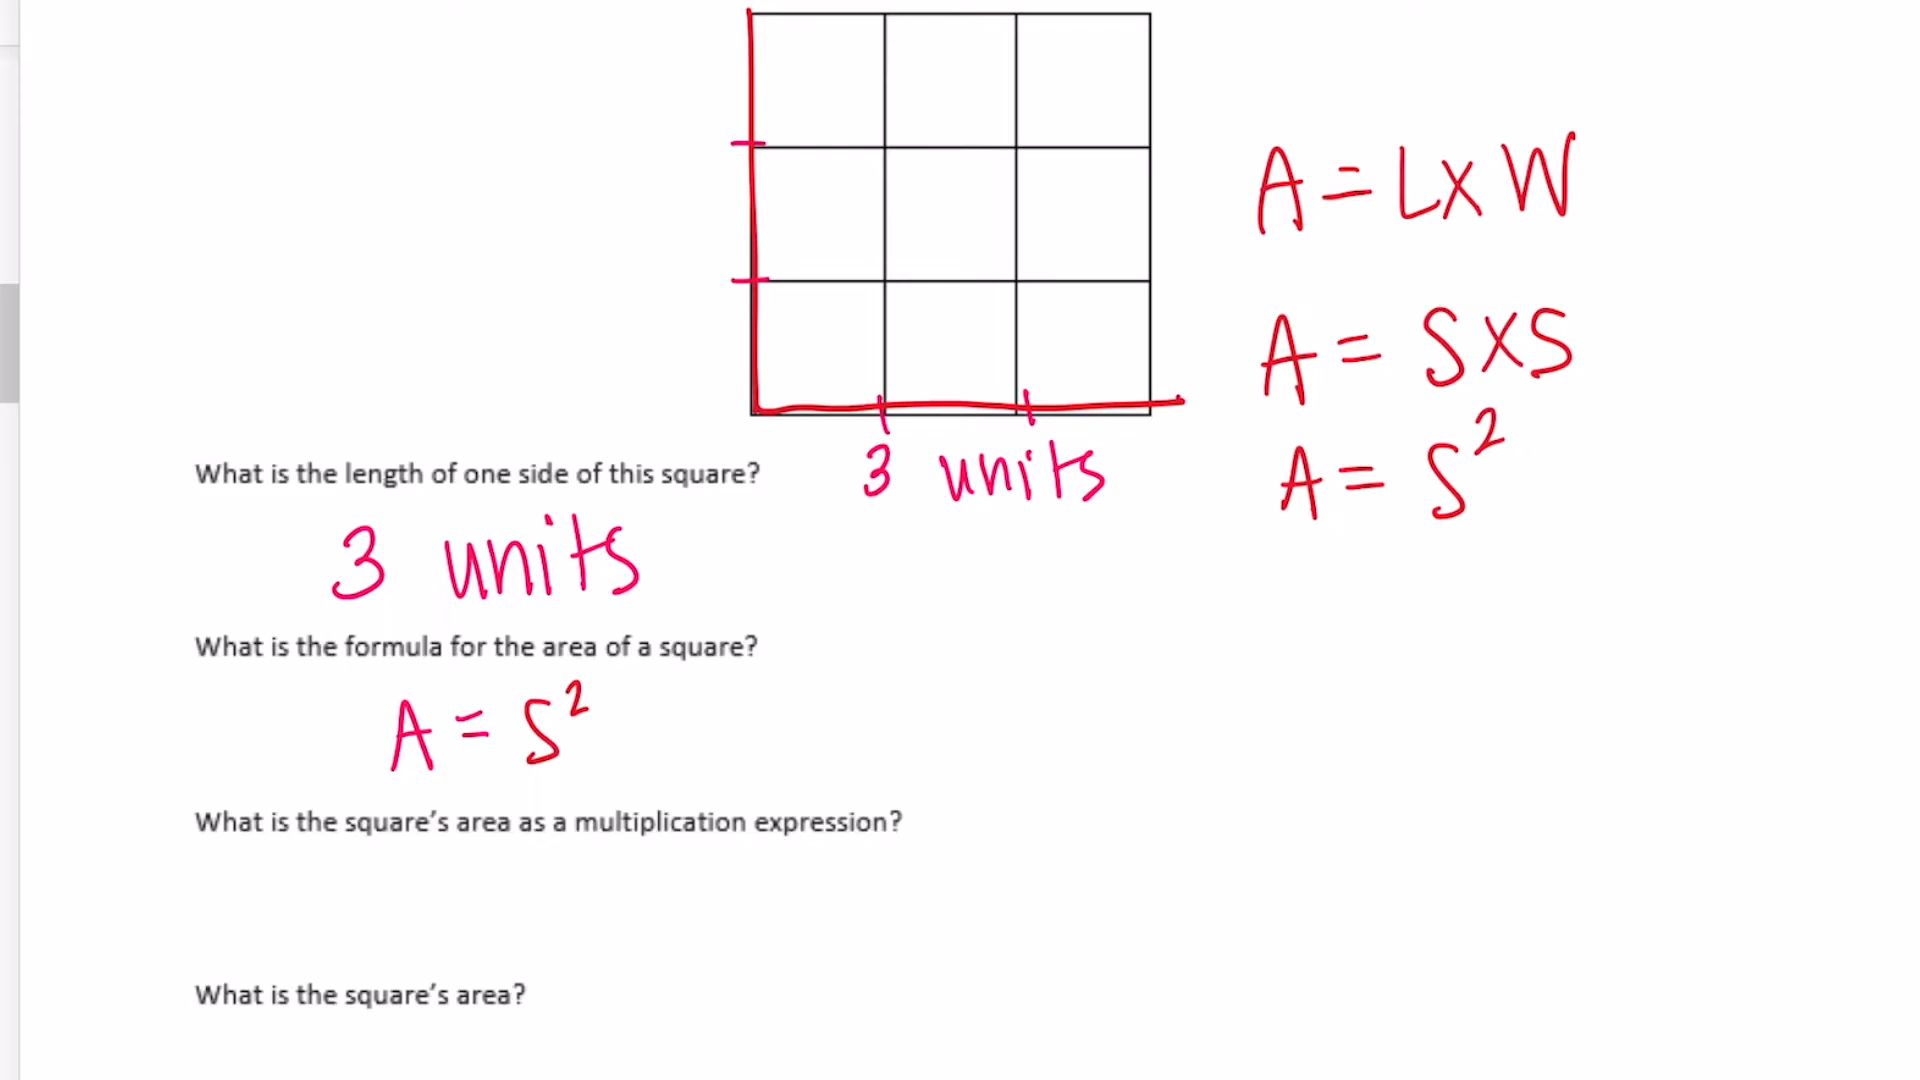 A = L X W
A = S X S
A = S²
3 units
What is the length of one side of this square?
3 units
What is the formula for the area of a square?
A = S²
What is the square's area as a multiplication expression?
What is the square's area?